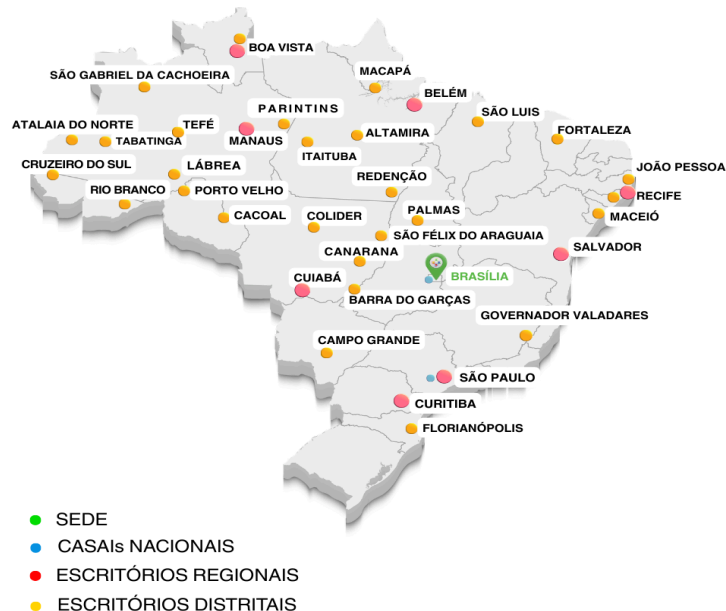 BOA VISTA
SÃO GABRIEL DA CACHOEIRA
MACAPÁ
BELÉM
PARINTINS
SÃO LUIS
ATALAIA DO NORTE
TEFÉ
TABATINGA
MANAUS
ALTAMIRA
FORTALEZA
ITAITUBA
CRUZEIRO DO SUL
LÁBREA
REDENÇÃO
JOÃO PESSOA
RIO BRANCO
PORTO VELHO
RECIFE
CACOAL
COLIDER
PALMAS
MACEIÓ
SÃO FÉLIX DO ARAGUAIA
CANARANA
SALVADOR
CUIABÁ
BRASÍLIA
BARRA DO GARÇAS
GOVERNADOR VALADARES
CAMPO GRANDE
SÃO PAULO
CURITIBA
FLORIANÓPOLIS
SEDE
CASAIs NACIONAIS
ESCRITÓRIOS REGIONAIS
ESCRITÓRIOS DISTRITAIS